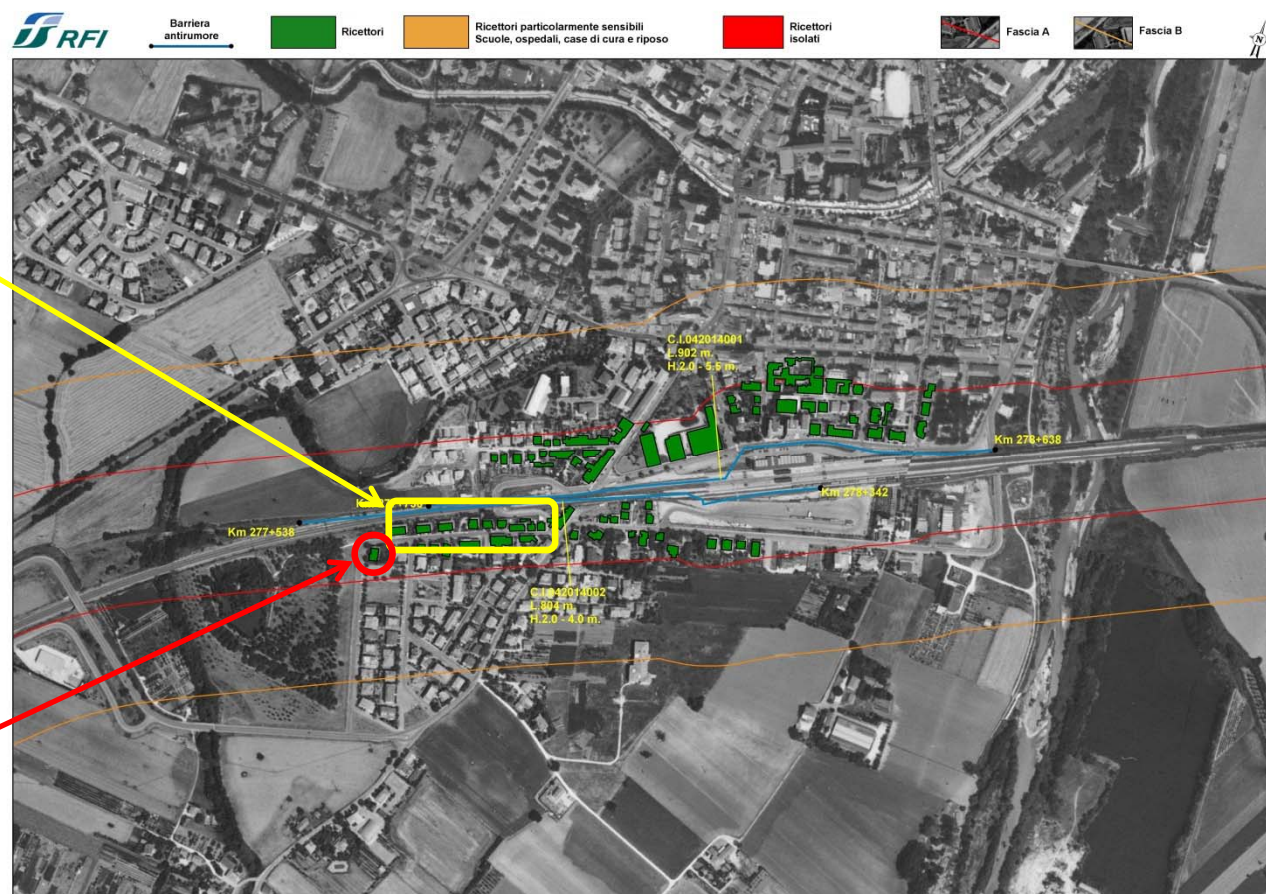 RFI
Barriera
antirumore
Ricettori
Ricettori particolarmente sensibili
Scuole, ospedali, case di cura e riposo
Ricettori
isolati
Fascia A
Fascia B
N
C.I.042014001
L.902 m.
H.2.0 - 5.5 m.
Km 278+638
Km 278+342
Km 277+538
C.I.042014002
L.804 m.
H.2.0 - 4.0 m.